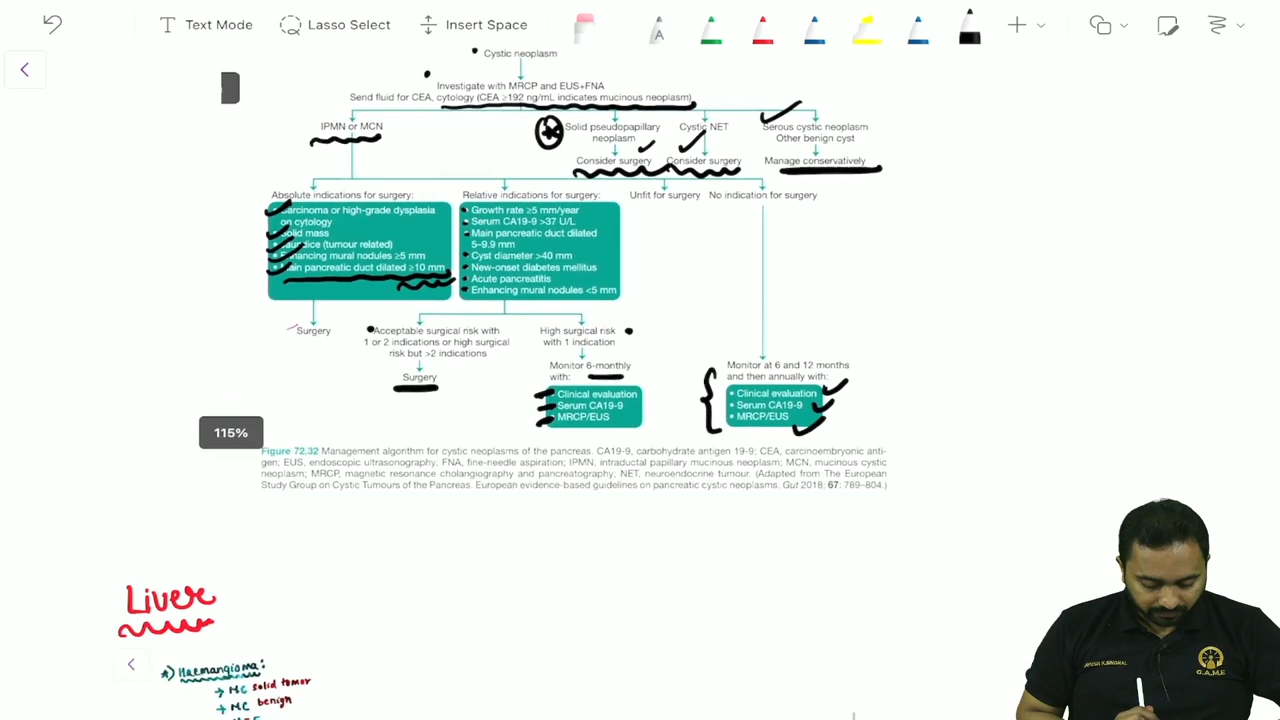 Text Mode
Lasso Select
Insert Space
A
Cystic neoplasm
Investigate with MRCP and EUS+FNA
Send fluid for CEA, cytology (CEA ≥192 ng/mL indicates mucinous neoplasm)
IPMN or MCN
Solid pseudopapillary
neoplasm
Cystic NET
Serous cystic neoplasm
Other benign cyst
Consider surgery
Consider surgery
Manage conservatively
Absolute indications for surgery:
• Carcinoma or high-grade dysplasia
on cytology
• Solid mass
• Jaundice (tumour related)
• Enhancing mural nodules ≥5 mm
• Main pancreatic duct dilated ≥10 mm
Relative indications for surgery:
• Growth rate ≥5 mm/year
• Serum CA19-9 >37 U/L
• Main pancreatic duct dilated
5–9.9 mm
• Cyst diameter >40 mm
• New-onset diabetes mellitus
• Acute pancreatitis
• Enhancing mural nodules <5 mm
Unfit for surgery
No indication for surgery
Surgery
Acceptable surgical risk with
1 or 2 indications or high surgical
risk but >2 indications
Surgery
High surgical risk
with 1 indication
Monitor 6-monthly
with:
• Clinical evaluation
• Serum CA19-9
• MRCP/EUS
Monitor at 6 and 12 months
and then annually with:
• Clinical evaluation
• Serum CA19-9
• MRCP/EUS
115%
Figure 72.32 Management algorithm for cystic neoplasms of the pancreas. CA19-9, carbohydrate antigen 19-9; CEA, carcinoembryonic anti-
gen; EUS, endoscopic ultrasonography; FNA, fine-needle aspiration; IPMN, intraductal papillary mucinous neoplasm; MCN, mucinous cystic
neoplasm; MRCP, magnetic resonance cholangiography and pancreatography; NET, neuroendocrine tumour. (Adapted from The European
Study Group on Cystic Tumours of the Pancreas. European evidence-based guidelines on pancreatic cystic neoplasms. Gut 2018; 67: 789–804.)
Liver
*) Haemangioma:
→ MC solid tumor
→ MC benign
G.A.M.E